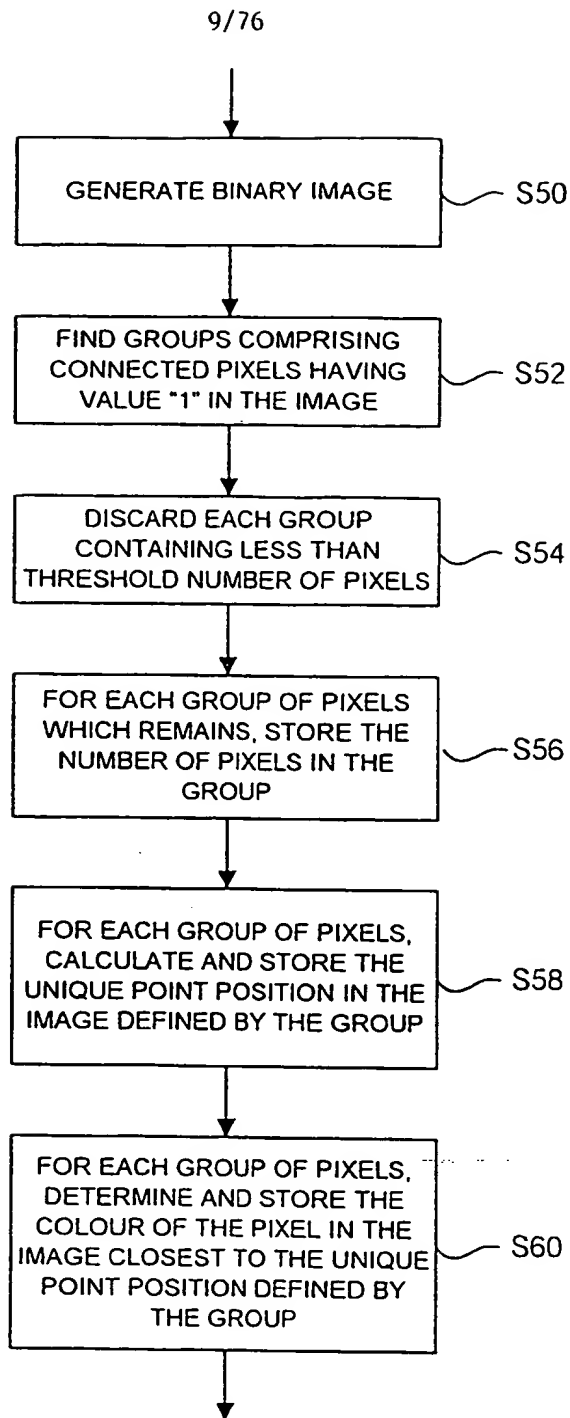 9/76
GENERATE BINARY IMAGE
S50
FIND GROUPS COMPRISING
CONNECTED PIXELS HAVING
VALUE "1" IN THE IMAGE
S52
DISCARD EACH GROUP
CONTAINING LESS THAN
THRESHOLD NUMBER OF PIXELS
S54
FOR EACH GROUP OF PIXELS
WHICH REMAINS, STORE THE
NUMBER OF PIXELS IN THE
GROUP
S56
FOR EACH GROUP OF PIXELS,
CALCULATE AND STORE THE
UNIQUE POINT POSITION IN THE
IMAGE DEFINED BY THE GROUP
S58
FOR EACH GROUP OF PIXELS,
DETERMINE AND STORE THE
COLOUR OF THE PIXEL IN THE
IMAGE CLOSEST TO THE UNIQUE
POINT POSITION DEFINED BY
THE GROUP
S60